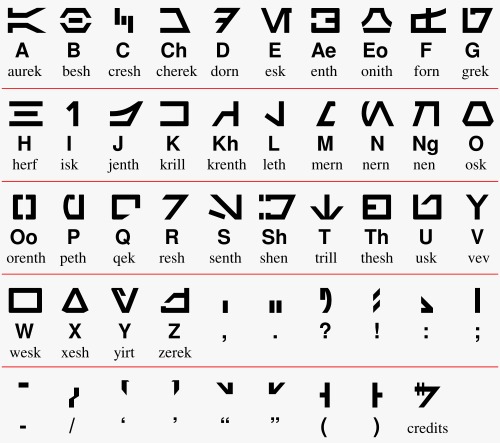 A B C Ch D E Ae Eo F G
aurek besh cresh cherek dorn esk enth onith forn grek
H I J K Kh L M N Ng O
herf isk jenth krill krenth leth mern nern nen osk
Oo P Q R S Sh T Th U V
orenth peth qek resh senth shen trill thesh usk vev
W X Y Z , . ? ! : ;
wesk xesh yirt zerek
- / ‘ ’ “ ” ( )
credits